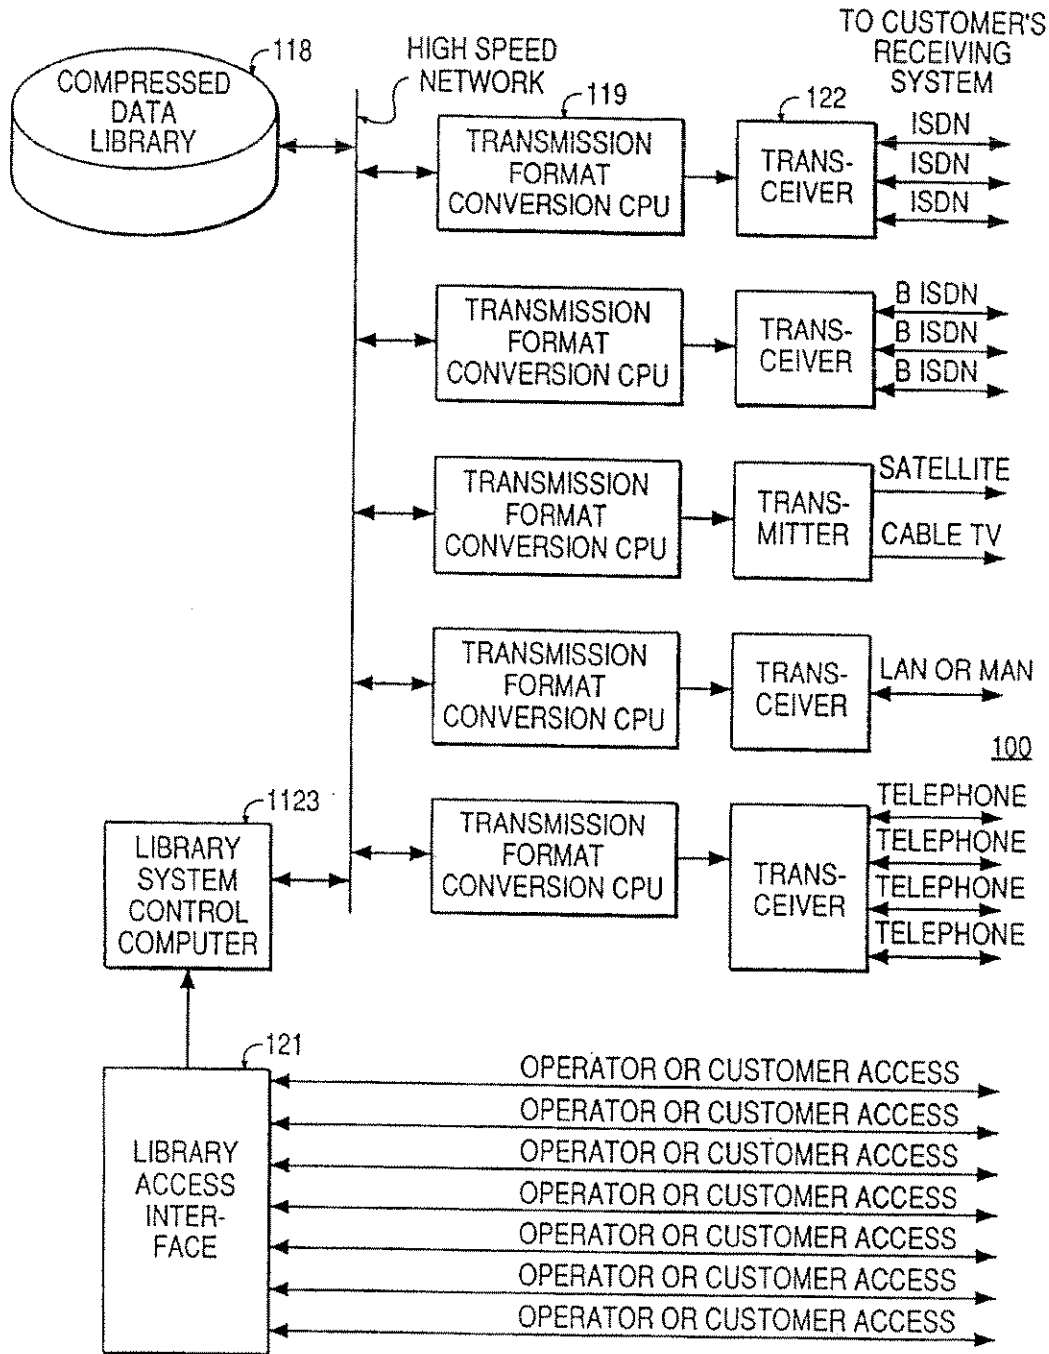 COMPRESSED
DATA
LIBRARY
118
HIGH SPEED
NETWORK
TO CUSTOMER'S
RECEIVING
SYSTEM
119
TRANSMISSION
FORMAT
CONVERSION CPU
122
TRANS-
CEIVER
ISDN
ISDN
ISDN
TRANSMISSION
FORMAT
CONVERSION CPU
TRANS-
CEIVER
B ISDN
B ISDN
B ISDN
TRANSMISSION
FORMAT
CONVERSION CPU
TRANS-
MITTER
SATELLITE
CABLE TV
TRANSMISSION
FORMAT
CONVERSION CPU
TRANS-
CEIVER
LAN OR MAN
100
1123
LIBRARY
SYSTEM
CONTROL
COMPUTER
TRANSMISSION
FORMAT
CONVERSION CPU
TRANS-
CEIVER
TELEPHONE
TELEPHONE
TELEPHONE
TELEPHONE
121
LIBRARY
ACCESS
INTER-
FACE
OPERATOR OR CUSTOMER ACCESS
OPERATOR OR CUSTOMER ACCESS
OPERATOR OR CUSTOMER ACCESS
OPERATOR OR CUSTOMER ACCESS
OPERATOR OR CUSTOMER ACCESS
OPERATOR OR CUSTOMER ACCESS
OPERATOR OR CUSTOMER ACCESS